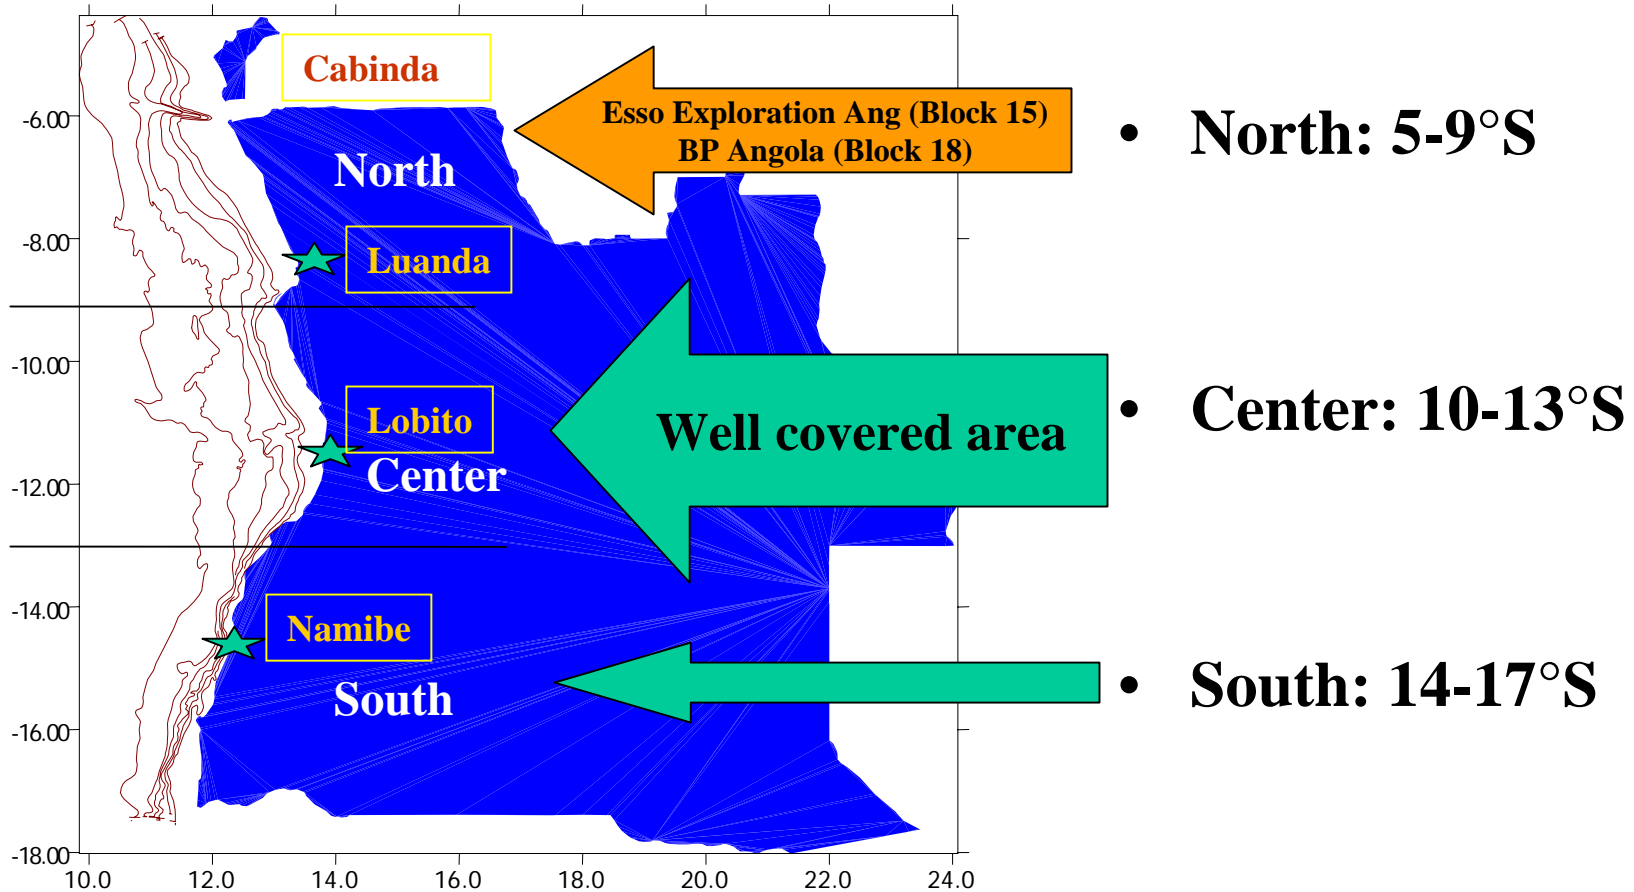 Cabinda
Esso Exploration Ang (Block 15)
BP Angola (Block 18)
• North: 5-9°S
-6.00
North
-8.00
Luanda
-10.00
Lobito
Well covered area
• Center: 10-13°S
-12.00
Center
-14.00
Namibe
South
• South: 14-17°S
-16.00
-18.00
10.0 12.0 14.0 16.0 18.0 20.0 22.0 24.0